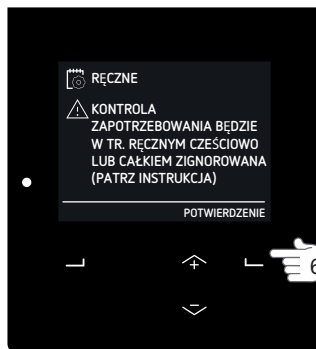 RĘCZNE
KONTROLA
ZAPOTRZEBOWANIA BĘDZIE
W TR. RĘCZNYM CZEŚCIOWO
LUB CAŁKIEM ZIGNOROWANA
(PATRZ INSTRUKCJA)
POTWIERDZENIE
6